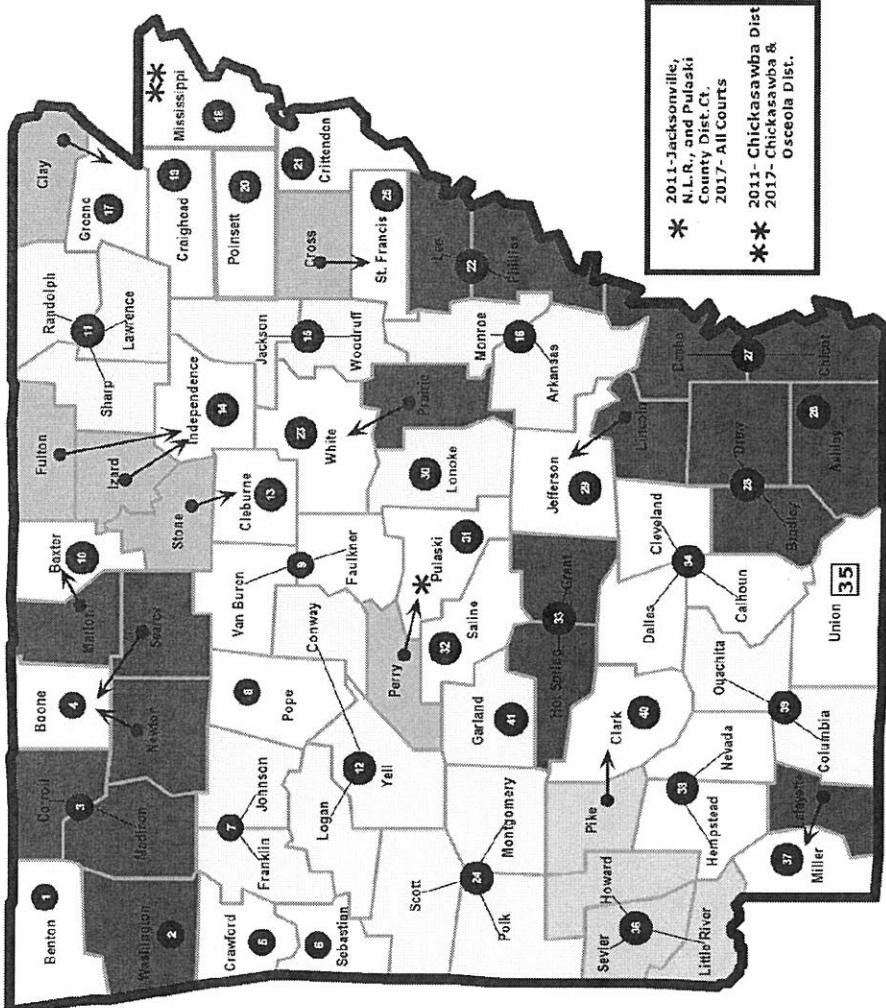 Benton
1
Carroll
3
Boone
4
Marion
Baxter
10
Fulton
Randolph
Clay
Washington
2
Madison
Newton
Searcy
Izard
Sharp
11
Lawrence
Greene
17
Stone
Independence
14
Craighead
19
Mississippi
18
**
Crawford
5
Franklin
7
Johnson
Pope
8
Van Buren
Cleburne
13
Jackson
Poinsett
20
Sebastian
6
Logan
12
Conway
9
Faulkner
White
23
15
Woodruff
Cross
Crittenden
21
Scott
Yell
Perry
Pulaski
31
*
Lonoke
30
Prairie
St. Francis
Monroe
Lee
22
Phillips
Polk
24
Montgomery
Garland
41
Saline
32
Hot Spring
33
Grant
Jefferson
29
Arkansas
16
Sevier
Howard
36
Little River
Pike
Clark
40
Dallas
Cleveland
34
Calhoun
Lincoln
Desha
27
Hempstead
38
Nevada
Ouachita
39
Bradley
Drew
Chicot
Miller
37
Lafayette
Columbia
Union
35
Ashley
* 2011-Jacksonville,
N.L.R., and Pulaski
County Dist.Ct.
2017- All Courts
** 2011- Chickasawba Dist
2017- Chickasawba &
Osceola Dist.